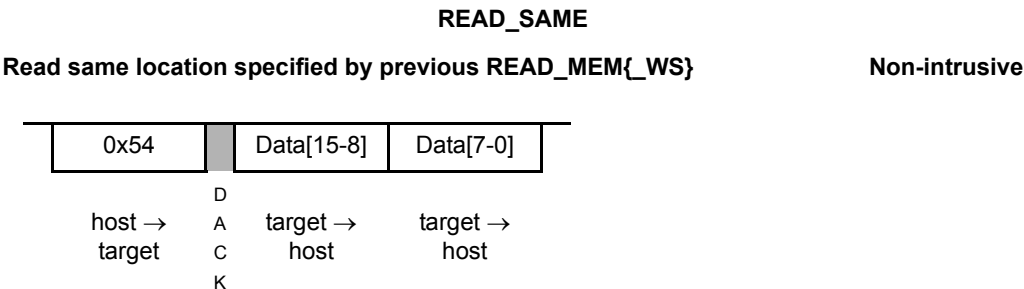 READ_SAME
Read same location specified by previous READ_MEM{_WS} Non-intrusive
0x54 Data[15-8] Data[7-0]
host → target
D
A
C
K
target → host
target → host